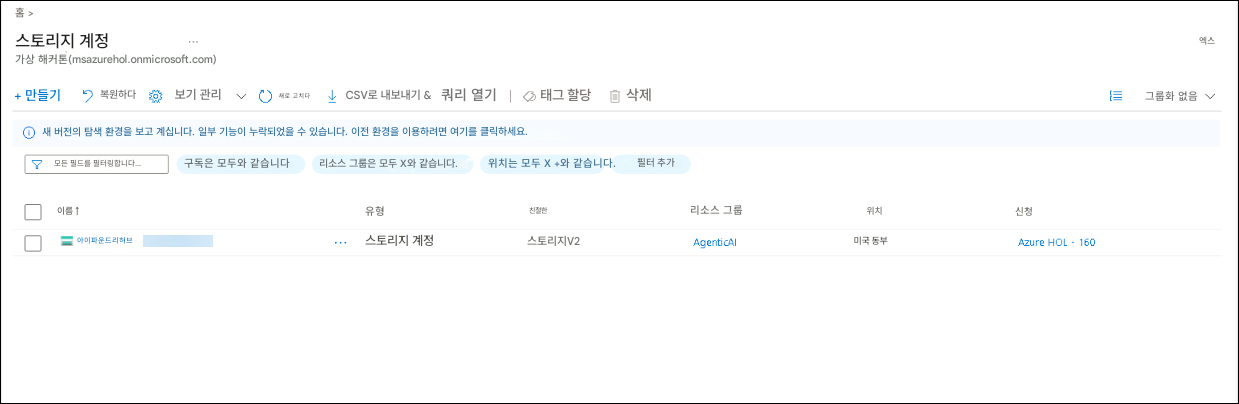 홈 >
스토리지 계정 ...
가상 해커톤(msazurehol.onmicrosoft.com)
엑스
+ 만들기 복원하다 보기 관리 새로 고치다 CSV로 내보내기 & 쿼리 열기 | 태그 할당 삭제 그룹화 없음
새 버전의 탐색 환경을 보고 계십니다. 일부 기능이 누락되었을 수 있습니다. 이전 환경을 이용하려면 여기를 클릭하세요.
모든 필드를 필터링합니다... 구독은 모두와 같습니다 리소스 그룹은 모두 X와 같습니다. 위치는 모두 X +와 같습니다. 필터 추가
이름 ↑ 유형 친절한 리소스 그룹 위치 신청
아이파운드리허브 ... 스토리지 계정 스토리지V2 AgenticAI 미국 동부 Azure HOL - 160